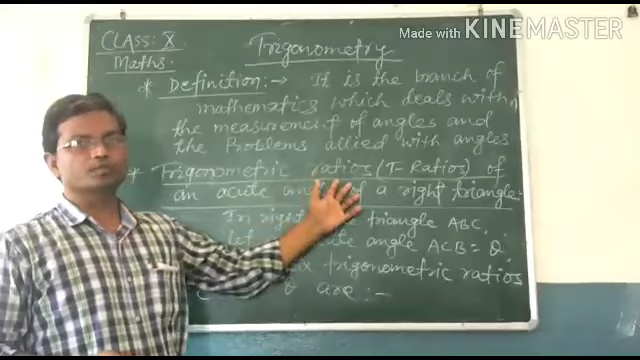 Made with KINEMASTER
CLASS: X
Maths:
Trigonometry
* Definition:→ It is the branch of
mathematics which deals with
the measurement of angles and
the Problems allied with angles
* Trigonometric ratios (T-Ratios) of
an acute of a right triangle:-
In right triangle ABC,
let angle ACB = θ
trigonometric ratios
θ are:-